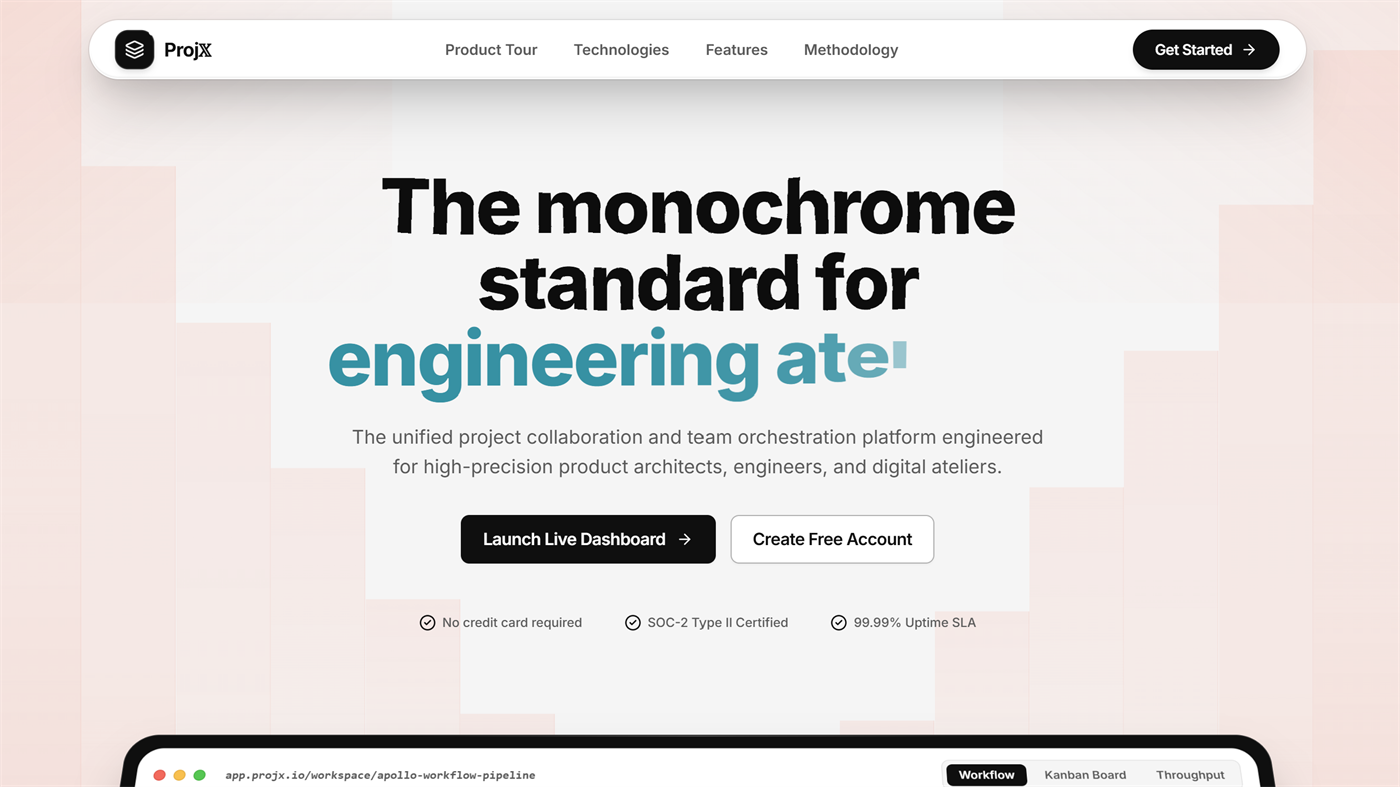 Proj𝕏
Product Tour
Technologies
Features
Methodology
Get Started
The monochrome
standard for
engineering
The unified project collaboration and team orchestration platform engineered
for high-precision product architects, engineers, and digital ateliers.
Launch Live Dashboard
Create Free Account
No credit card required
SOC-2 Type II Certified
99.99% Uptime SLA
app.projx.io/workspace/apollo-workflow-pipeline
Workflow
Kanban Board
Throughput